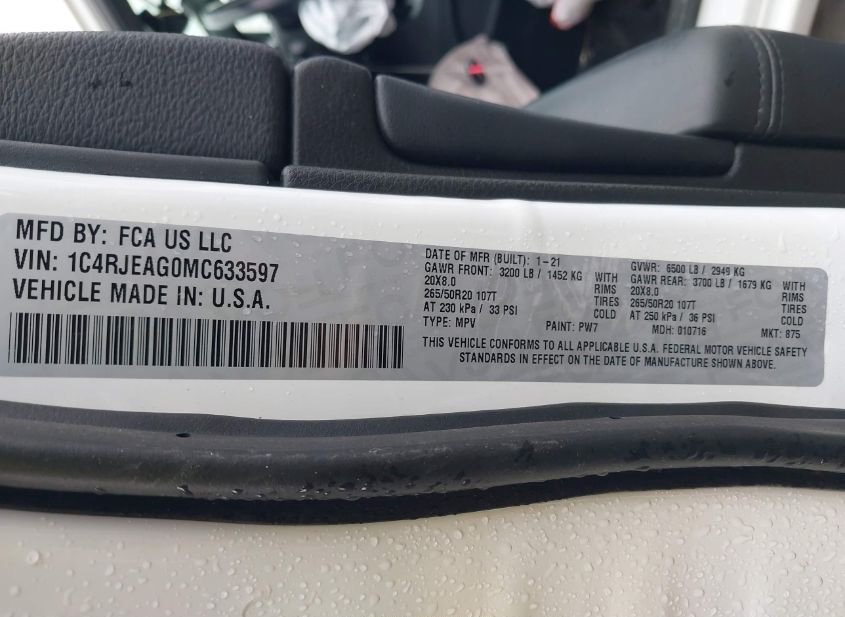 MFD BY: FCA US LLC
VIN: 1C4RJEAG0MC633597
VEHICLE MADE IN: U.S.A.
DATE OF MFR (BUILT): 1-21 GVWR: 6500 LB / 2949 KG
GAWR FRONT: 3200 LB / 1452 KG WITH GAWR REAR: 3700 LB / 1679 KG WITH
20X8.0 RIMS 20X8.0 RIMS
265/50R20 107T TIRES 265/50R20 107T TIRES
AT 230 kPa / 33 PSI COLD AT 250 kPa / 36 PSI COLD
TYPE: MPV PAINT: PW7 MDH: 010716 MKT: 875
THIS VEHICLE CONFORMS TO ALL APPLICABLE U.S.A. FEDERAL MOTOR VEHICLE SAFETY
STANDARDS IN EFFECT ON THE DATE OF MANUFACTURE SHOWN ABOVE.